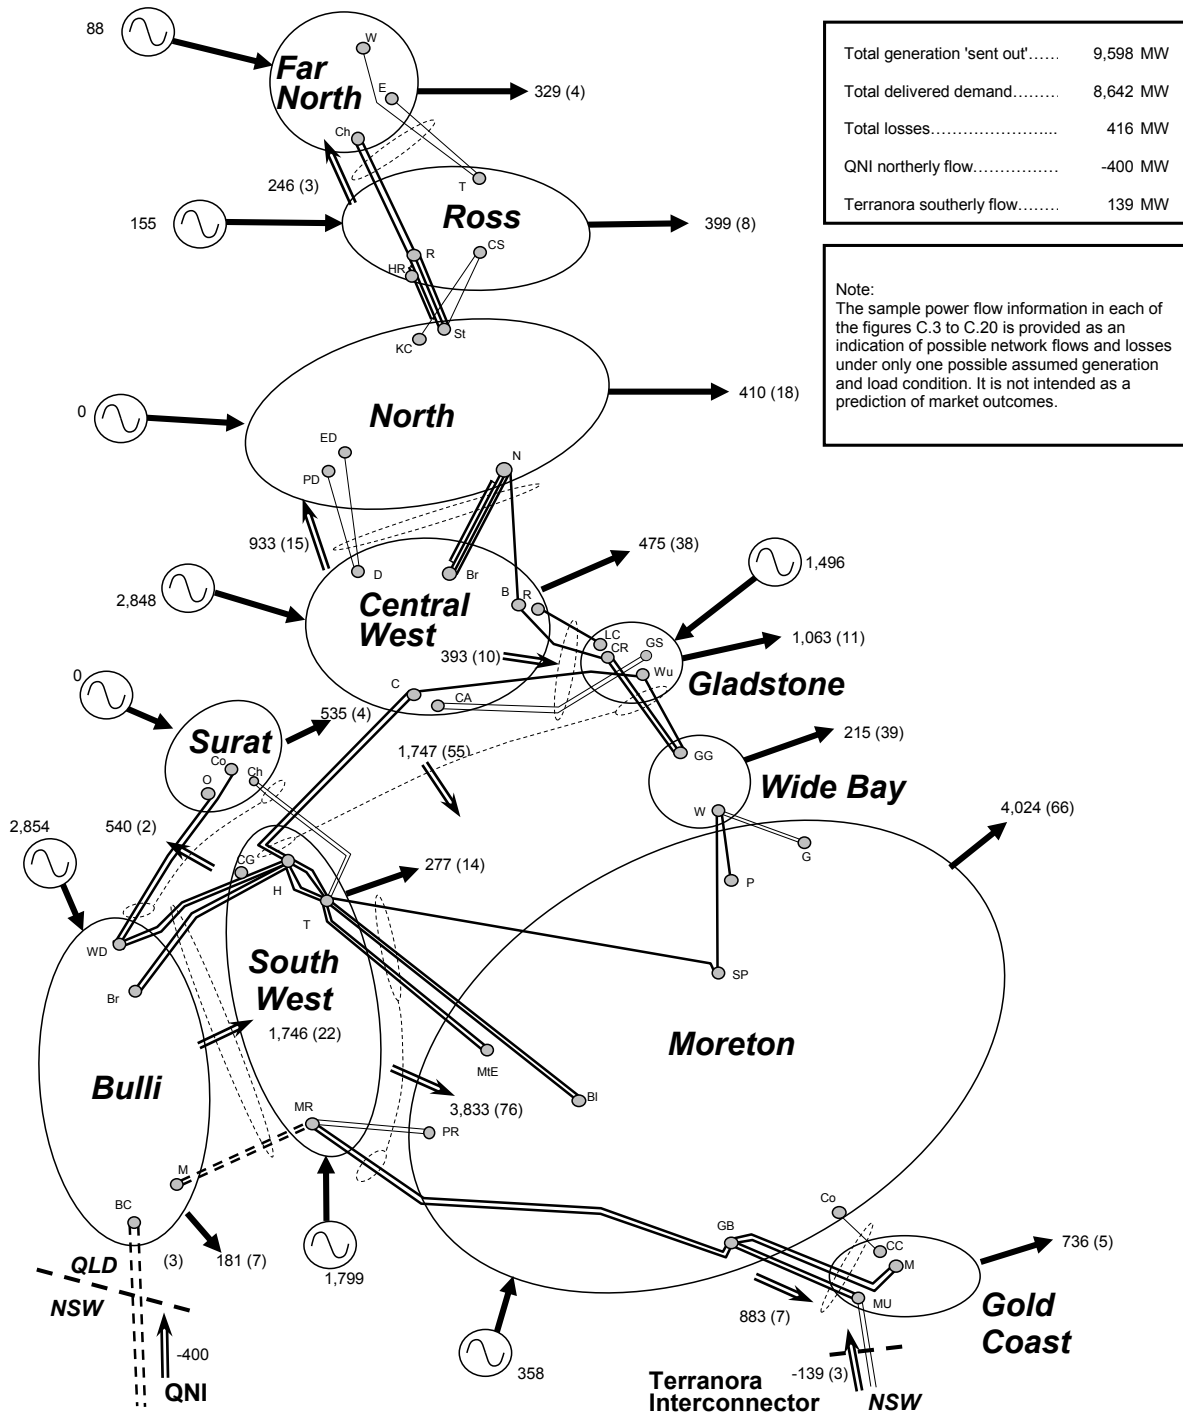 88
W
Far
North
E
329 (4)
Ch
246 (3)
T
155
Ross
399 (8)
R
CS
HR
St
KC
0
North
410 (18)
ED
N
PD
933 (15)
475 (38)
1,496
D
Br
2,848
Central
West
B
R
LC
CR
GS
1,063 (11)
393 (10)
Wu
Gladstone
C
CA
0
535 (4)
215 (39)
Surat
1,747 (55)
GG
Co
Ch
O
Wide Bay
4,024 (66)
W
2,854
540 (2)
CG
G
277 (14)
P
H
T
WD
South
West
SP
Br
1,746 (22)
Moreton
MtE
Bulli
Bl
MR
3,833 (76)
PR
M
BC
Co
GB
CC
736 (5)
(3)
181 (7)
QLD
NSW
1,799
M
MU
883 (7)
Gold
Coast
-400
QNI
358
Terranora
Interconnector
-139 (3)
NSW
Total generation 'sent out'...... 9,598 MW
Total delivered demand......... 8,642 MW
Total losses........................ 416 MW
QNI northerly flow................ -400 MW
Terranora southerly flow....... 139 MW
Note:
The sample power flow information in each of
the figures C.3 to C.20 is provided as an
indication of possible network flows and losses
under only one possible assumed generation
and load condition. It is not intended as a
prediction of market outcomes.